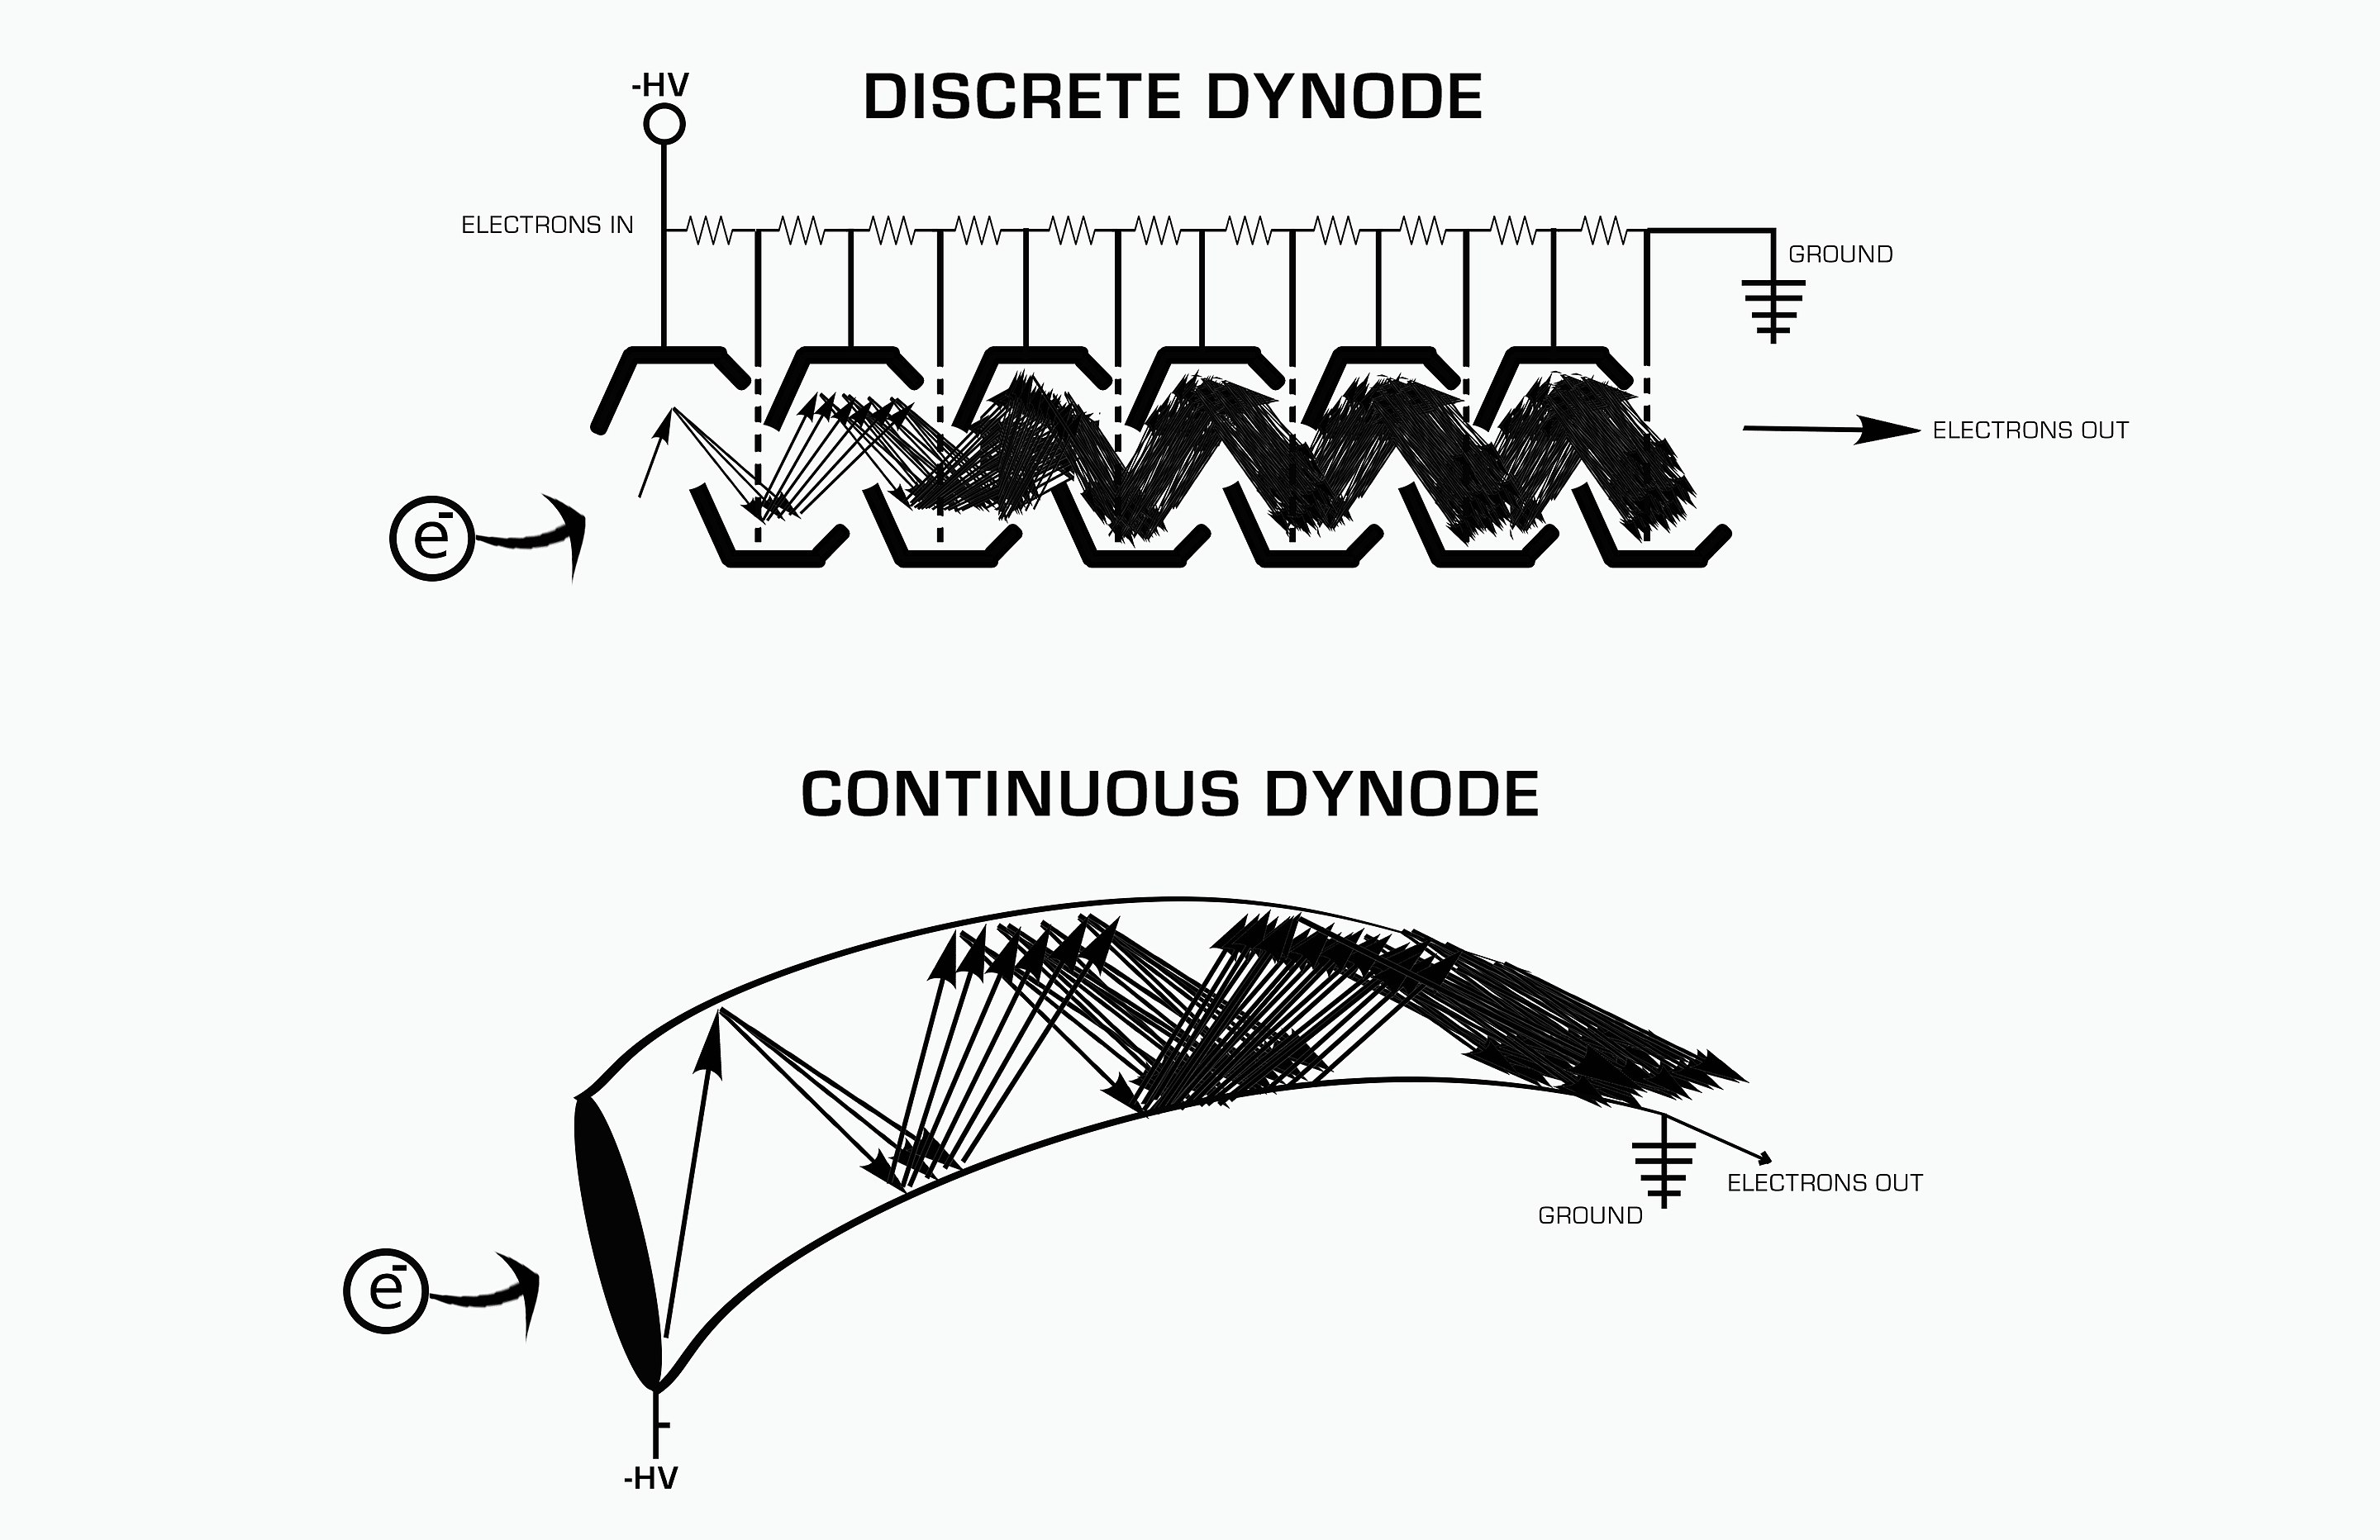 -HV
DISCRETE DYNODE
ELECTRONS IN
GROUND
ELECTRONS OUT
e-
CONTINUOUS DYNODE
e-
ELECTRONS OUT
GROUND
-HV